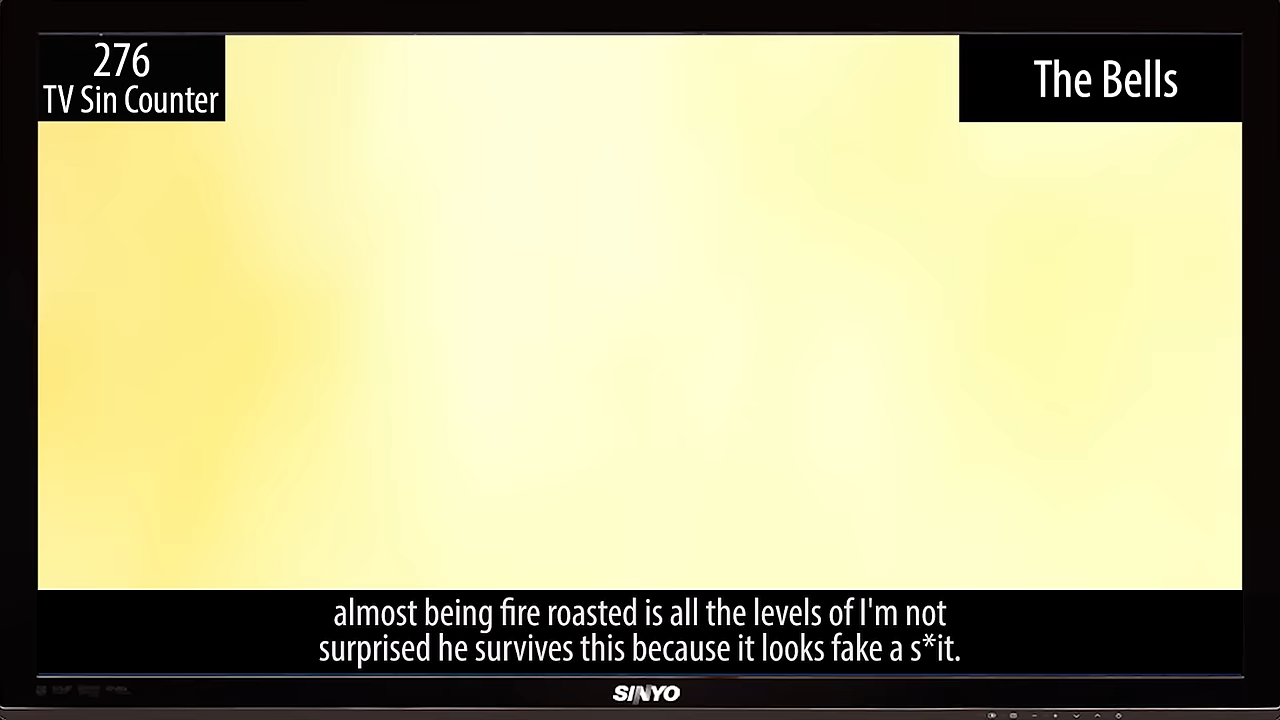 276
TV Sin Counter
The Bells
almost being fire roasted is all the levels of I'm not
surprised he survives this because it looks fake a s*it.
SINYO